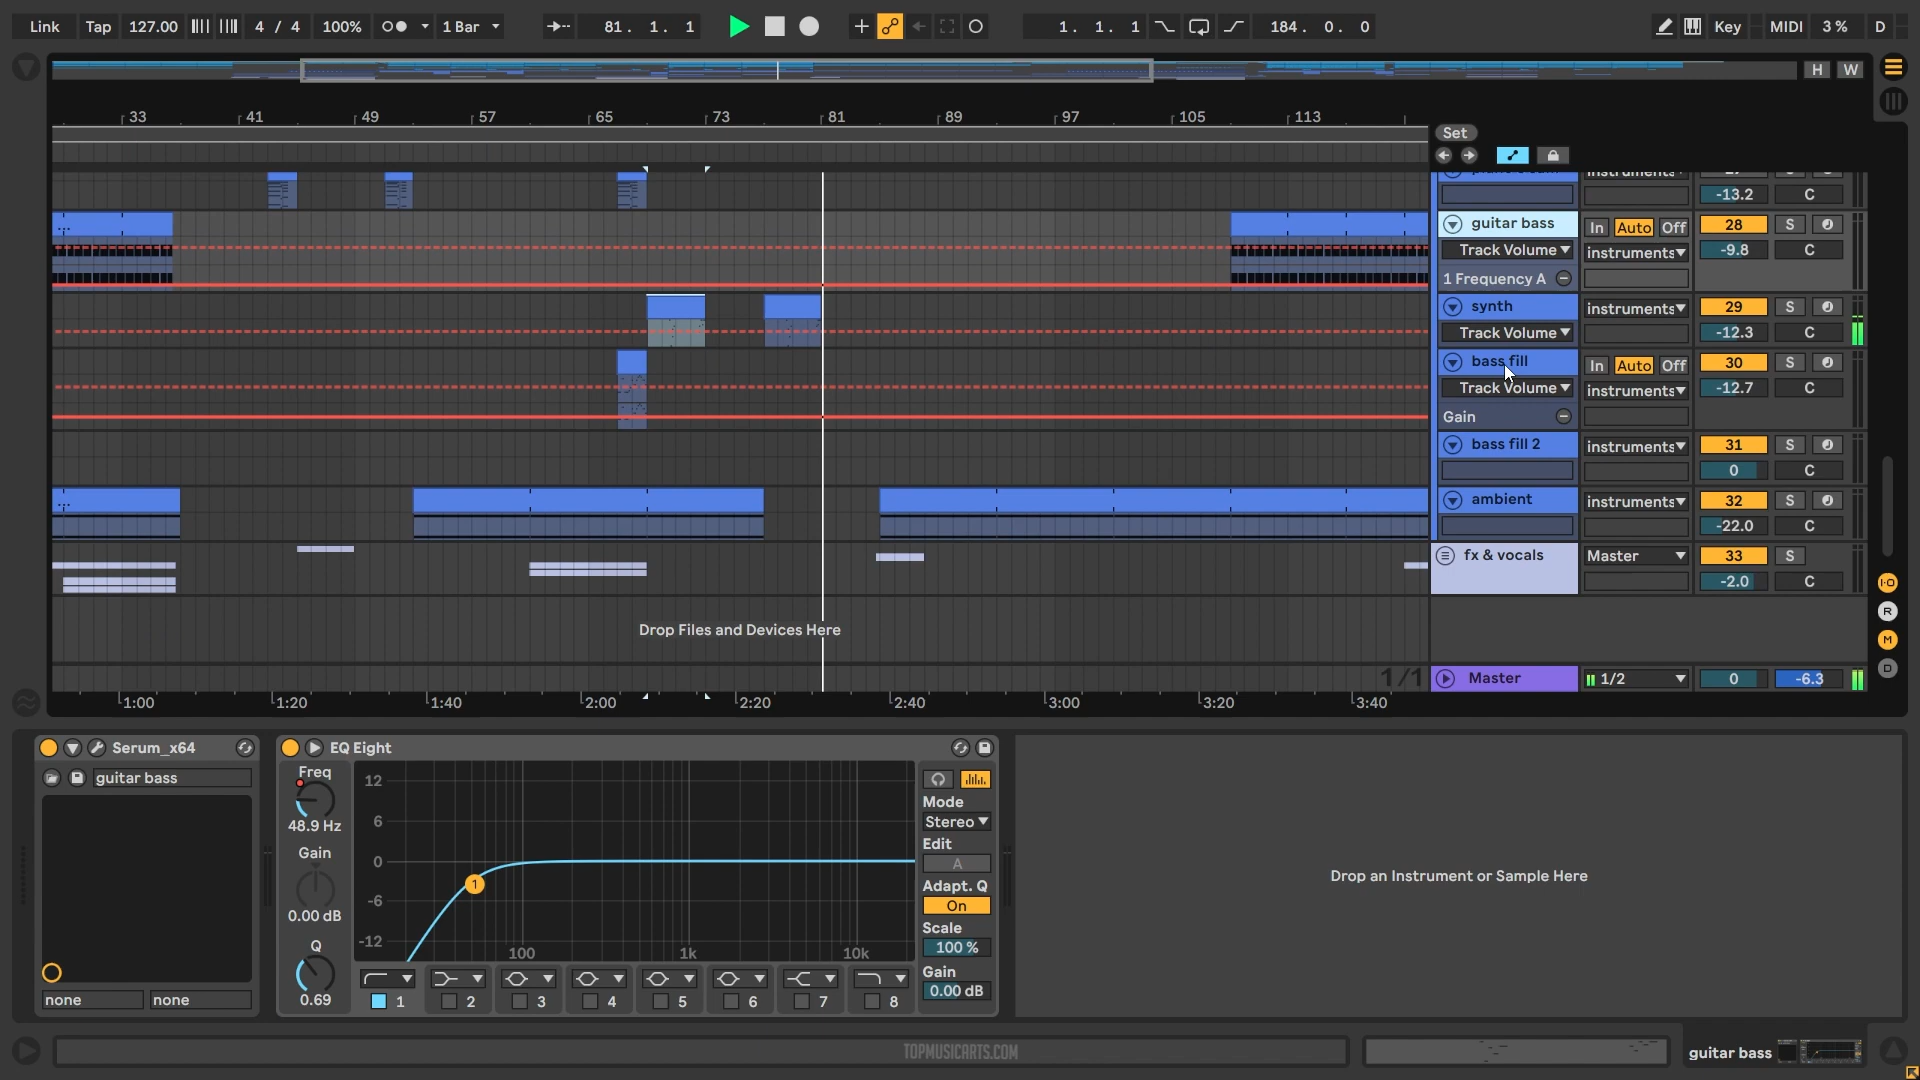 Link Tap 127.00 4 / 4 100% 1 Bar 81. 1. 1 1. 1. 1 184. 0. 0 Key MIDI 3 % D
H W
33 41 49 57 65 73 81 89 97 105 113
Set
instruments -13.2 C
guitar bass In Auto Off 28 S
Track Volume instruments -9.8 C
1 Frequency A
synth instruments 29 S
Track Volume -12.3 C
bass fill In Auto Off 30 S
Track Volume instruments -12.7 C
Gain
bass fill 2 instruments 31 S
0 C
ambient instruments 32 S
-22.0 C
fx & vocals Master 33 S
-2.0 C
I·O
R
M
D
Drop Files and Devices Here
1/1 Master 1/2 0 -6.3
1:00 1:20 1:40 2:00 2:20 2:40 3:00 3:20 3:40
Serum_x64
guitar bass
none none
EQ Eight
Freq
48.9 Hz
Gain
0.00 dB
Q
0.69
12
6
0
-6
-12
100 1k 10k
1 
1 2 3 4 5 6 7 8
Mode
Stereo
Edit
A
Adapt. Q
On
Scale
100 %
Gain
0.00 dB
Drop an Instrument or Sample Here
TOPMUSICARTS.COM
guitar bass